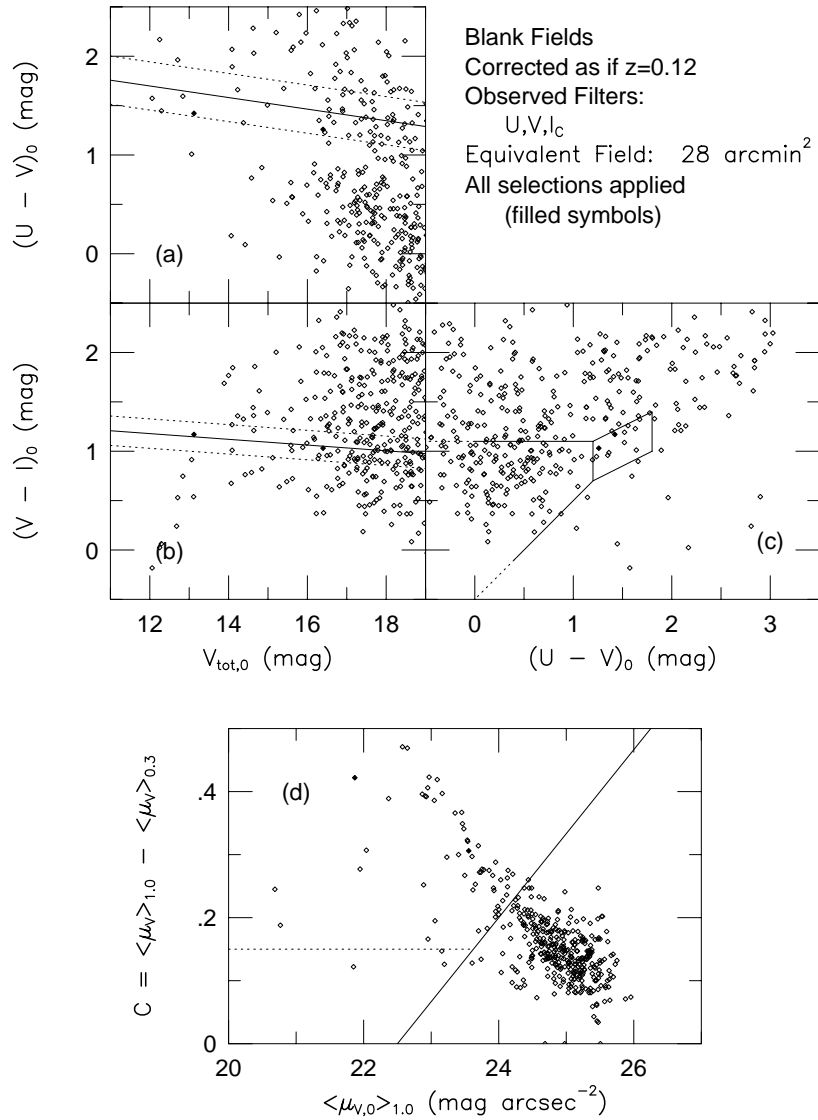 Blank Fields
Corrected as if z=0.12
Observed Filters:
U,V,I_C
Equivalent Field: 28 arcmin²
All selections applied
(filled symbols)
(U − V)₀ (mag)
2
1
0
(a)
(V − I)₀ (mag)
2
1
0
(b)
(c)
12 14 16 18
0 1 2 3
V_tot,0 (mag)
(U − V)₀ (mag)
C = <μ_V>_1.0 − <μ_V>_0.3
.4
.2
0
(d)
20 22 24 26
<μ_V,0>_1.0 (mag arcsec⁻²)